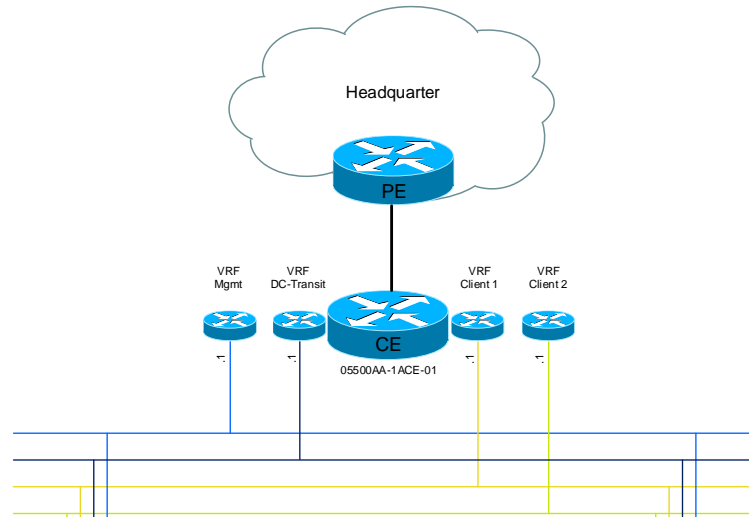 Headquarter
PE
VRF
Mgmt
VRF
DC-Transit
VRF
Client 1
VRF
Client 2
CE
.1
.1
.1
.1
05500AA-1ACE-01